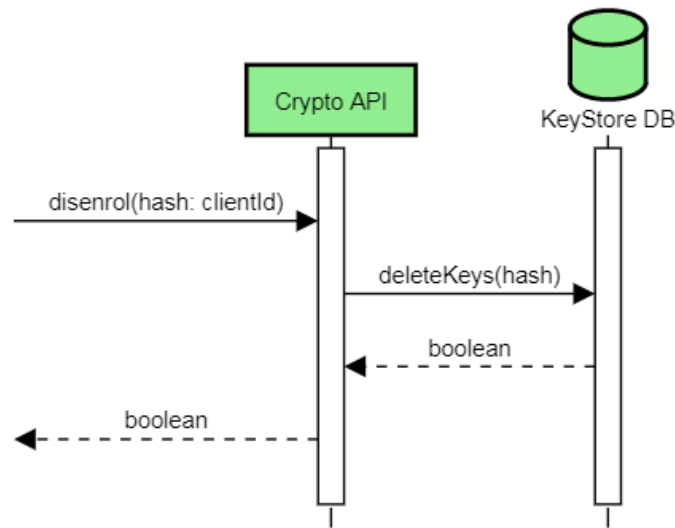 Crypto API
KeyStore DB
disenrol(hash: clientId)
deleteKeys(hash)
boolean
boolean